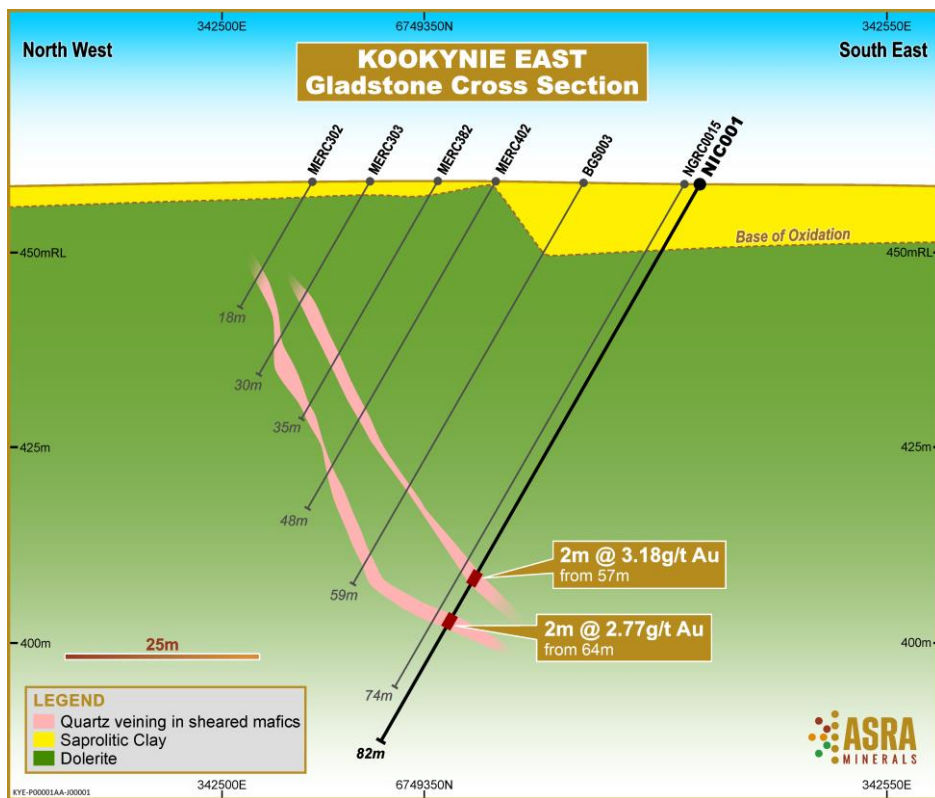 342500E
6749350N
342550E
North West
KOOKYNIE EAST
Gladstone Cross Section
South East
MERC302
MERC303
MERC382
MERC402
BGS003
NGRC0015
NIC001
Base of Oxidation
450mRL
450mRL
18m
30m
35m
425m
425m
48m
2m @ 3.18g/t Au
from 57m
59m
2m @ 2.77g/t Au
from 64m
400m
400m
25m
74m
82m
LEGEND
Quartz veining in sheared mafics
Saprolitic Clay
Dolerite
ASRA
MINERALS
KYE-P00001AA-J00001
342500E
6749350N
342550E